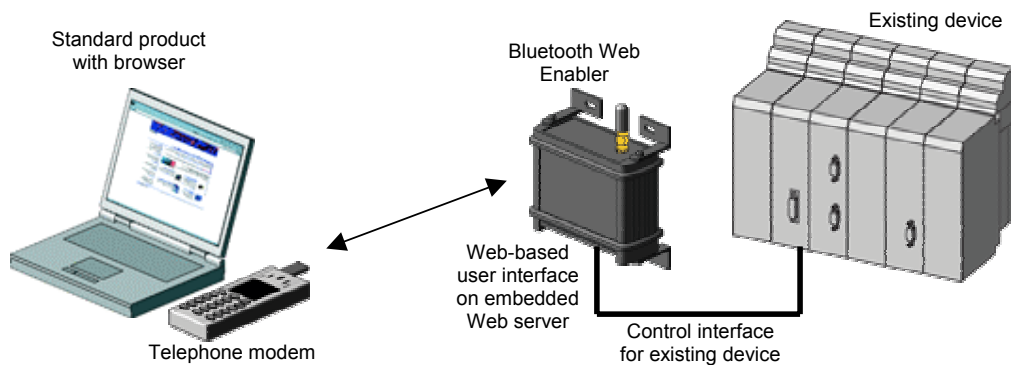 Standard product
with browser
Bluetooth Web
Enabler
Existing device
Web-based
user interface
on embedded
Web server
Telephone modem
Control interface
for existing device